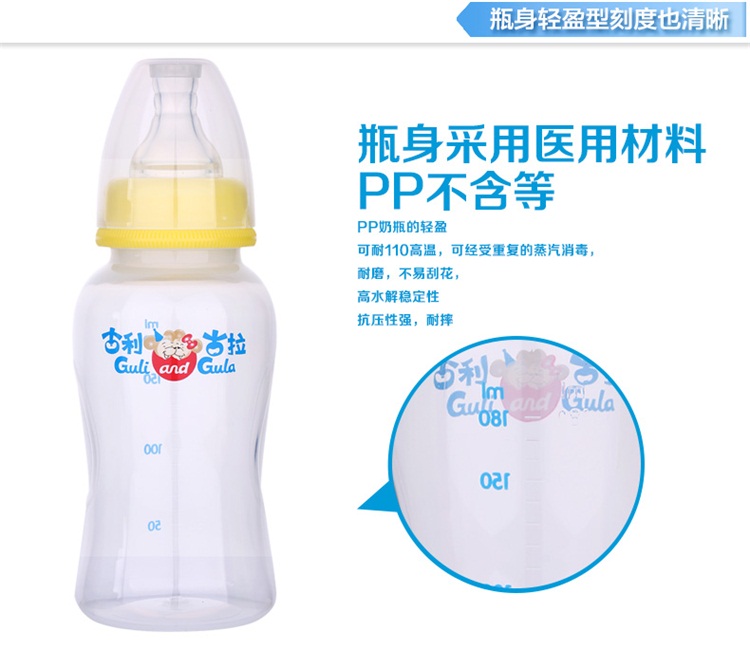 瓶身轻盈型刻度也清晰
瓶身采用医用材料
PP不含等
PP奶瓶的轻盈
可耐110高温，可经受重复的蒸汽消毒，
耐磨，不易刮花，
高水解稳定性
抗压性强，耐摔
ml
古利 古拉
Guli and Gula
150
100
50
古利 古
Guli and Gula
ml
180
150